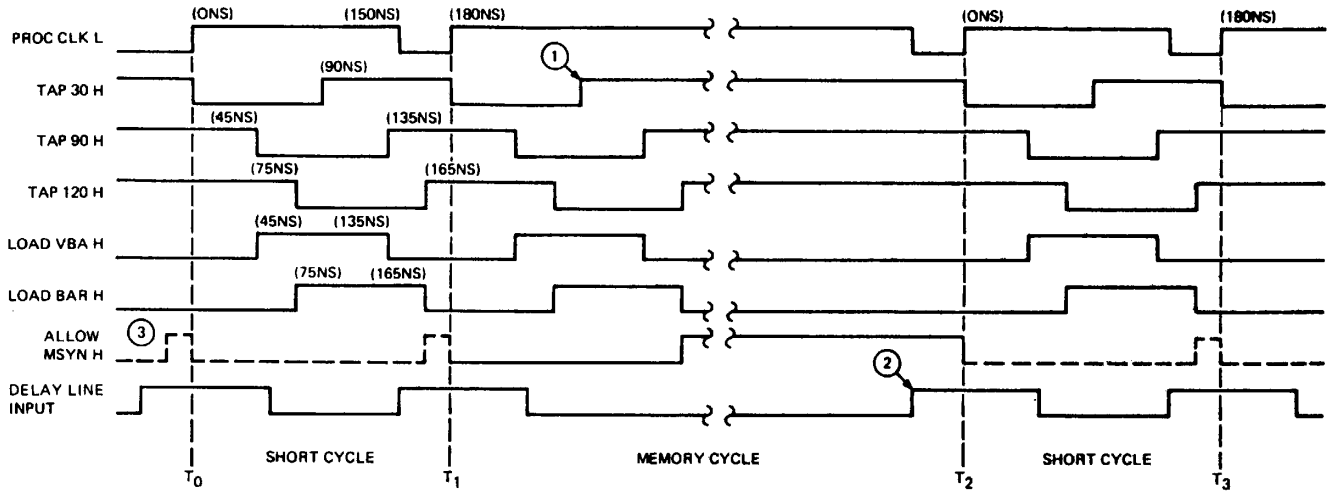 (0NS) (150NS) (180NS) (0NS) (180NS)
PROC CLK L
1
(90NS)
TAP 30 H
(45NS) (135NS)
TAP 90 H
(75NS) (165NS)
TAP 120 H
(45NS) (135NS)
LOAD VBA H
(75NS) (165NS)
LOAD BAR H
3
ALLOW
MSYN H
2
DELAY LINE
INPUT
SHORT CYCLE MEMORY CYCLE SHORT CYCLE
T0 T1 T2 T3